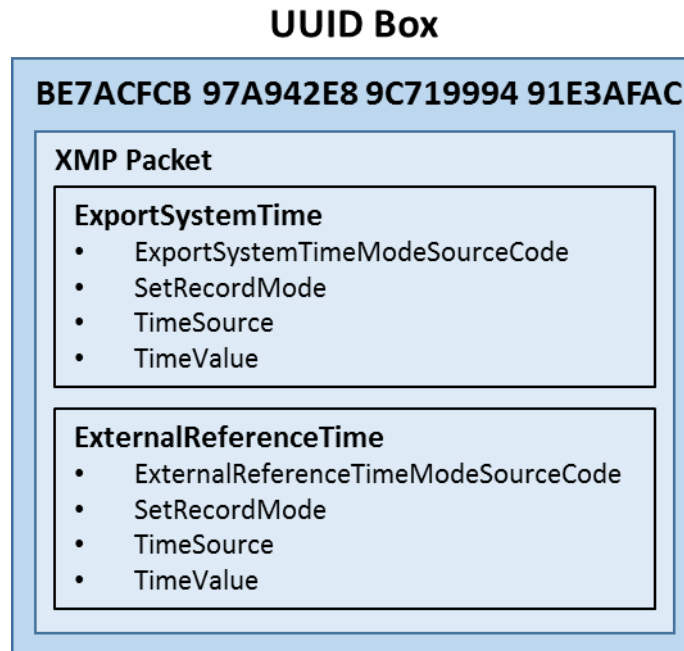 UUID Box
BE7ACFCB 97A942E8 9C719994 91E3AFAC
XMP Packet
ExportSystemTime
• ExportSystemTimeModeSourceCode
• SetRecordMode
• TimeSource
• TimeValue
ExternalReferenceTime
• ExternalReferenceTimeModeSourceCode
• SetRecordMode
• TimeSource
• TimeValue